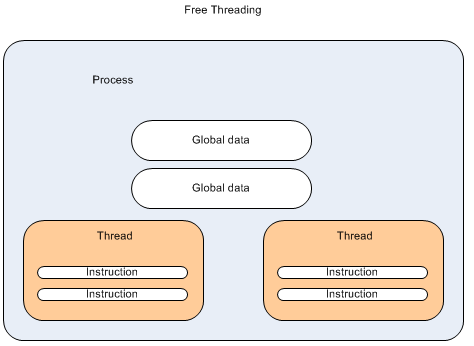 Free Threading
Process
Global data
Global data
Thread
Instruction
Instruction
Thread
Instruction
Instruction